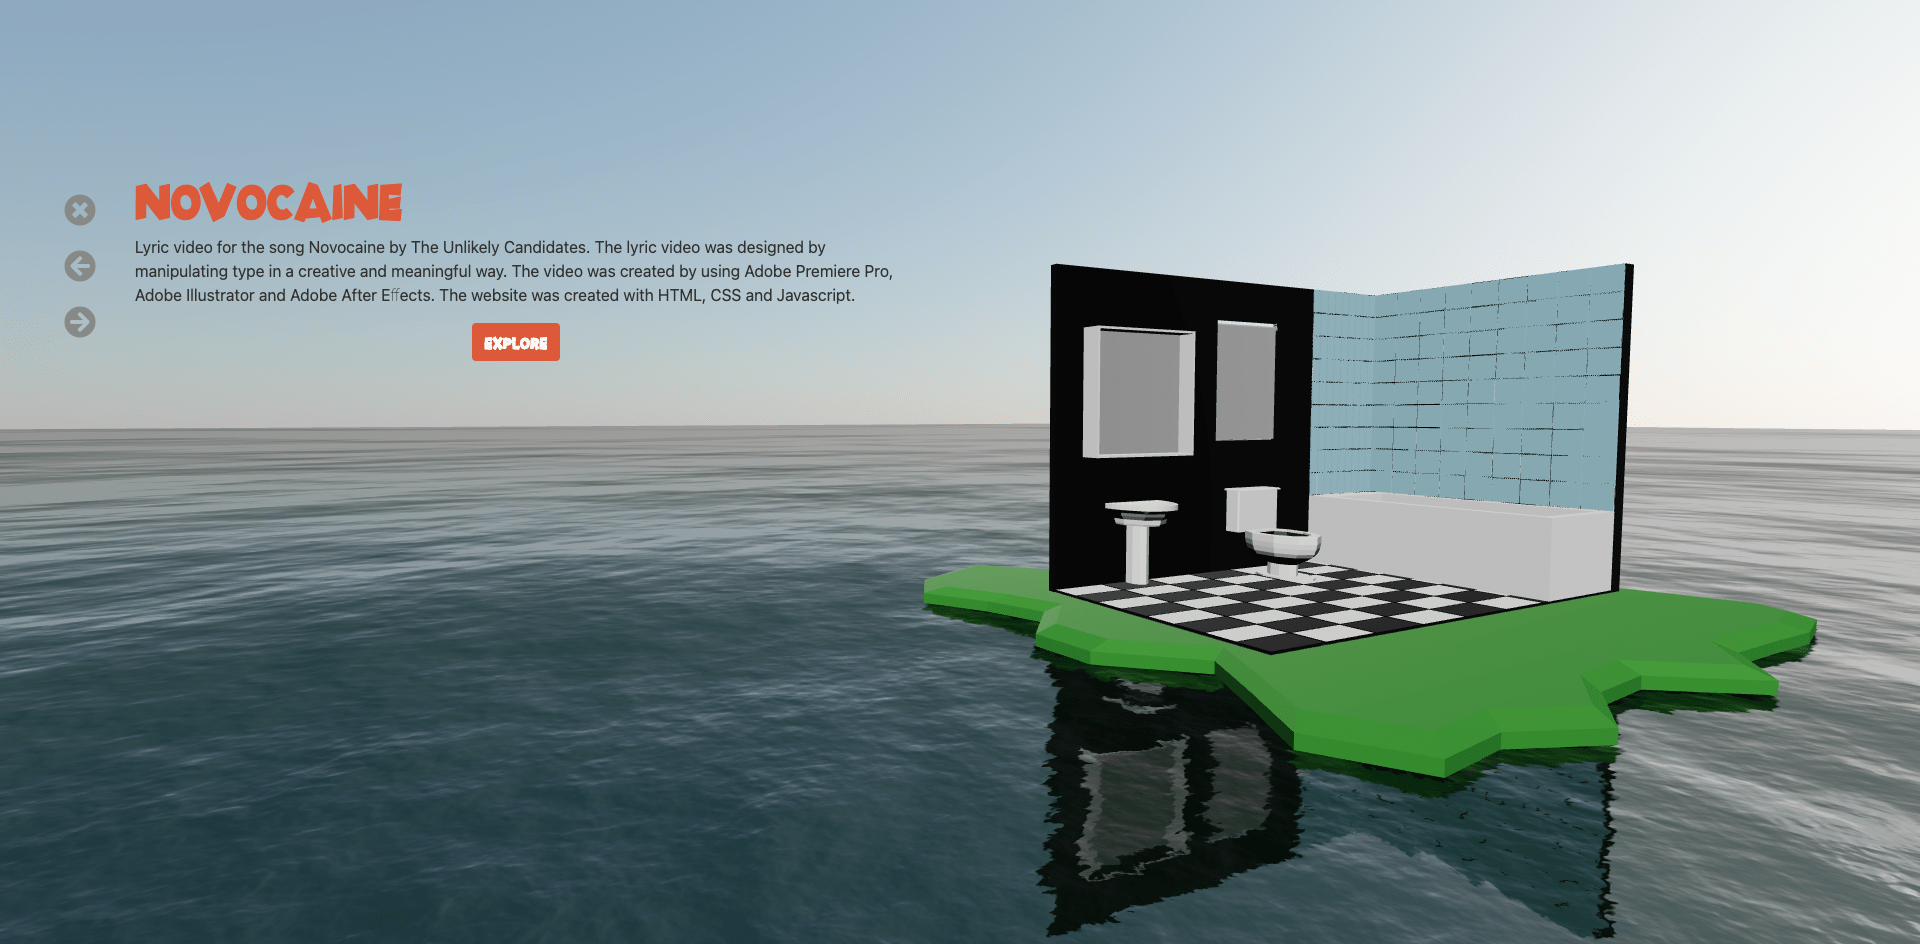 NOVOCAINE
Lyric video for the song Novocaine by The Unlikely Candidates. The lyric video was designed by
manipulating type in a creative and meaningful way. The video was created by using Adobe Premiere Pro,
Adobe Illustrator and Adobe After Effects. The website was created with HTML, CSS and Javascript.
EXPLORE